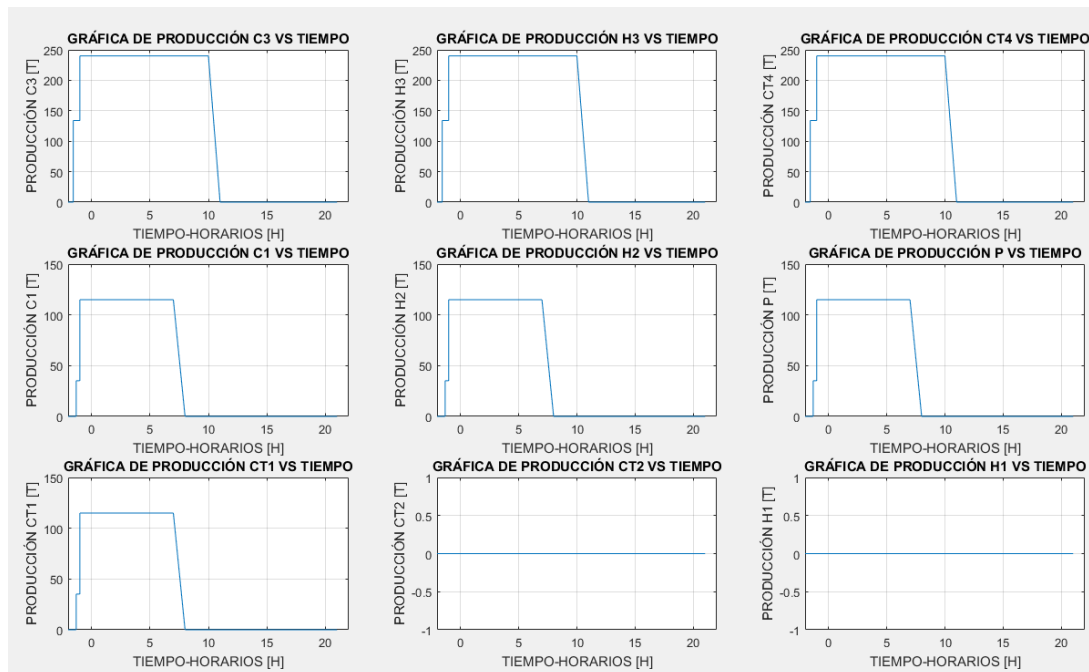 GRÁFICA DE PRODUCCIÓN C3 VS TIEMPO
PRODUCCIÓN C3 [T]
250
200
150
100
50
0
0 5 10 15 20
TIEMPO-HORARIOS [H]
GRÁFICA DE PRODUCCIÓN H3 VS TIEMPO
PRODUCCIÓN H3 [T]
250
200
150
100
50
0
0 5 10 15 20
TIEMPO-HORARIOS [H]
GRÁFICA DE PRODUCCIÓN CT4 VS TIEMPO
PRODUCCIÓN CT4 [T]
250
200
150
100
50
0
0 5 10 15 20
TIEMPO-HORARIOS [H]
GRÁFICA DE PRODUCCIÓN C1 VS TIEMPO
PRODUCCIÓN C1 [T]
150
100
50
0
0 5 10 15 20
TIEMPO-HORARIOS [H]
GRÁFICA DE PRODUCCIÓN H2 VS TIEMPO
PRODUCCIÓN H2 [T]
150
100
50
0
0 5 10 15 20
TIEMPO-HORARIOS [H]
GRÁFICA DE PRODUCCIÓN P VS TIEMPO
PRODUCCIÓN P [T]
150
100
50
0
0 5 10 15 20
TIEMPO-HORARIOS [H]
GRÁFICA DE PRODUCCIÓN CT1 VS TIEMPO
PRODUCCIÓN CT1 [T]
150
100
50
0
0 5 10 15 20
TIEMPO-HORARIOS [H]
GRÁFICA DE PRODUCCIÓN CT2 VS TIEMPO
PRODUCCIÓN CT2 [T]
1
0.5
0
-0.5
-1
0 5 10 15 20
TIEMPO-HORARIOS [H]
GRÁFICA DE PRODUCCIÓN H1 VS TIEMPO
PRODUCCIÓN H1 [T]
1
0.5
0
-0.5
-1
0 5 10 15 20
TIEMPO-HORARIOS [H]